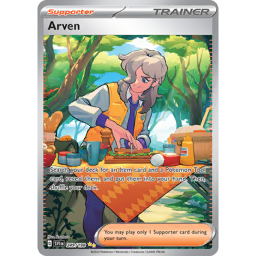 Supporter
TRAINER
Arven
Search your deck for an Item card and a Pokémon Tool
card, reveal them, and put them into your hand. Then,
shuffle your deck.
You may play only 1 Supporter card during
your turn.